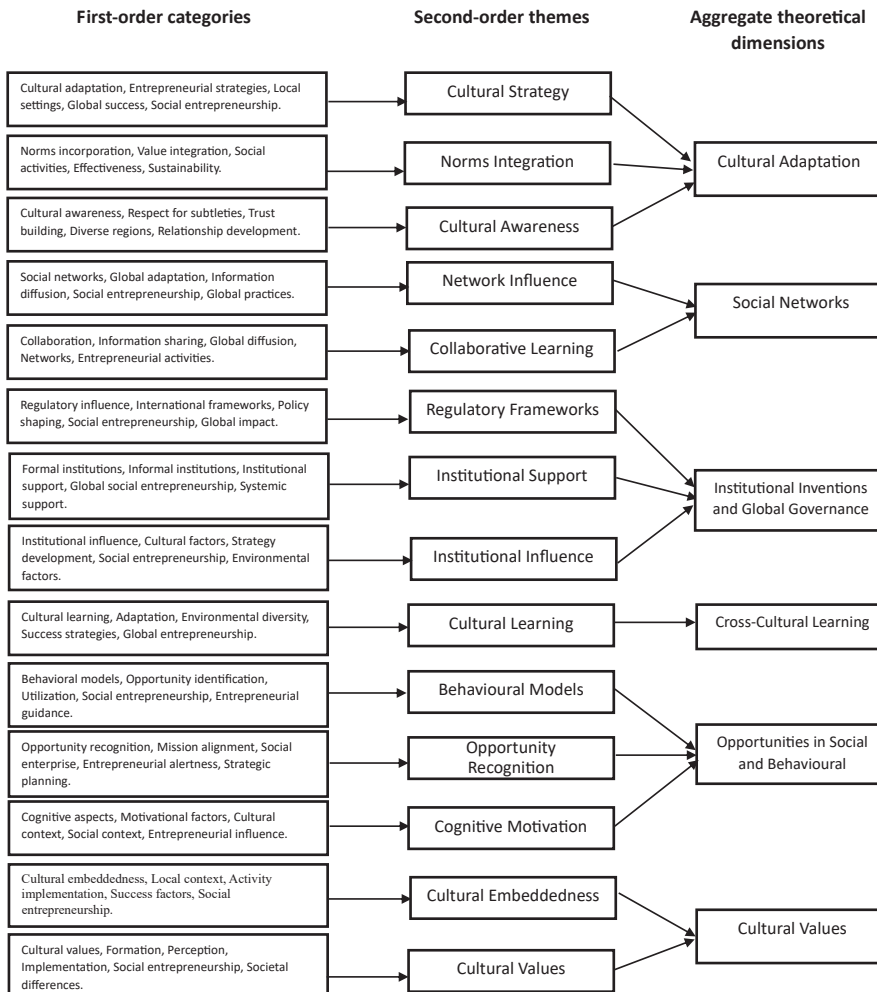 First-order categories
Second-order themes
Aggregate theoretical
dimensions
Cultural adaptation, Entrepreneurial strategies, Local
settings, Global success, Social entrepreneurship.
Cultural Strategy
Norms incorporation, Value integration, Social
activities, Effectiveness, Sustainability.
Norms Integration
Cultural Adaptation
Cultural awareness, Respect for subtleties, Trust
building, Diverse regions, Relationship development.
Cultural Awareness
Social networks, Global adaptation, Information
diffusion, Social entrepreneurship, Global practices.
Network Influence
Social Networks
Collaboration, Information sharing, Global diffusion,
Networks, Entrepreneurial activities.
Collaborative Learning
Regulatory influence, International frameworks, Policy
shaping, Social entrepreneurship, Global impact.
Regulatory Frameworks
Formal institutions, Informal institutions, Institutional
support, Global social entrepreneurship, Systemic
support.
Institutional Support
Institutional Inventions
and Global Governance
Institutional influence, Cultural factors, Strategy
development, Social entrepreneurship, Environmental
factors.
Institutional Influence
Cultural learning, Adaptation, Environmental diversity,
Success strategies, Global entrepreneurship.
Cultural Learning
Cross-Cultural Learning
Behavioral models, Opportunity identification,
Utilization, Social entrepreneurship, Entrepreneurial
guidance.
Behavioural Models
Opportunity recognition, Mission alignment, Social
enterprise, Entrepreneurial alertness, Strategic
planning.
Opportunity
Recognition
Opportunities in Social
and Behavioural
Cognitive aspects, Motivational factors, Cultural
context, Social context, Entrepreneurial influence.
Cognitive Motivation
Cultural embeddedness, Local context, Activity
implementation, Success factors, Social
entrepreneurship.
Cultural Embeddedness
Cultural Values
Cultural values, Formation, Perception,
Implementation, Social entrepreneurship, Societal
differences.
Cultural Values